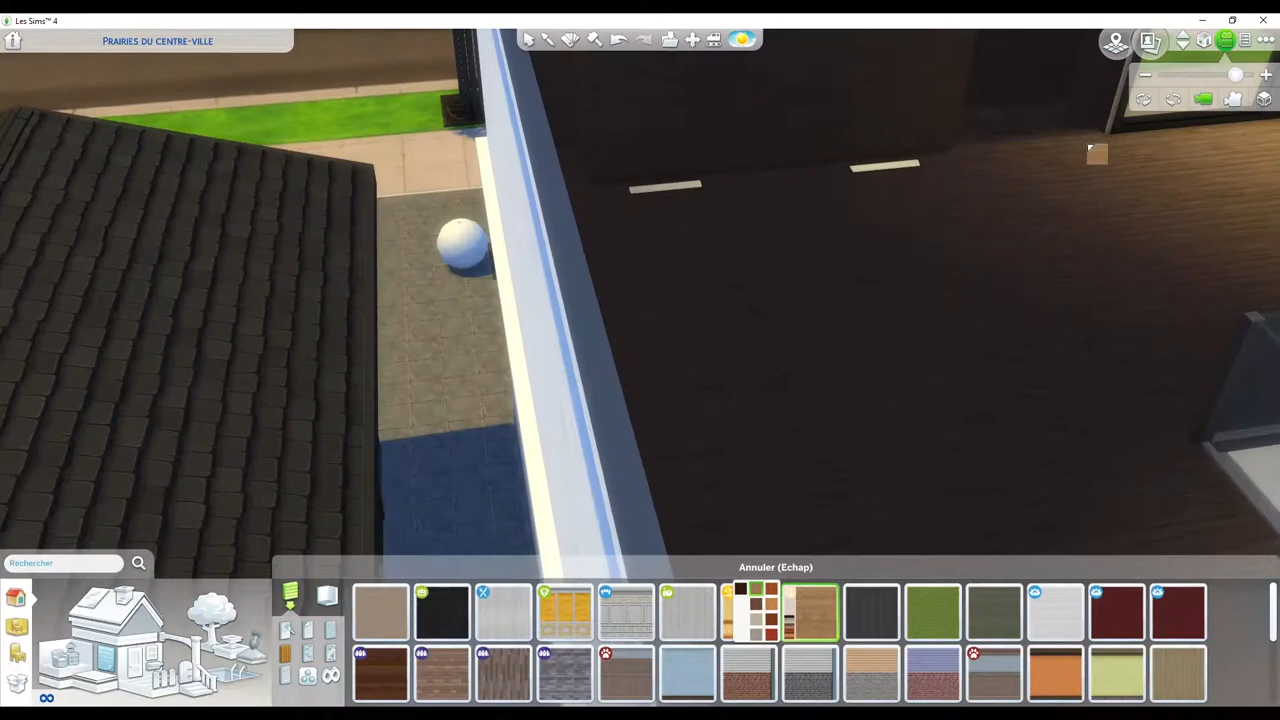 Les Sims™ 4
PRAIRIES DU CENTRE-VILLE
Annuler (Echap)
Rechercher